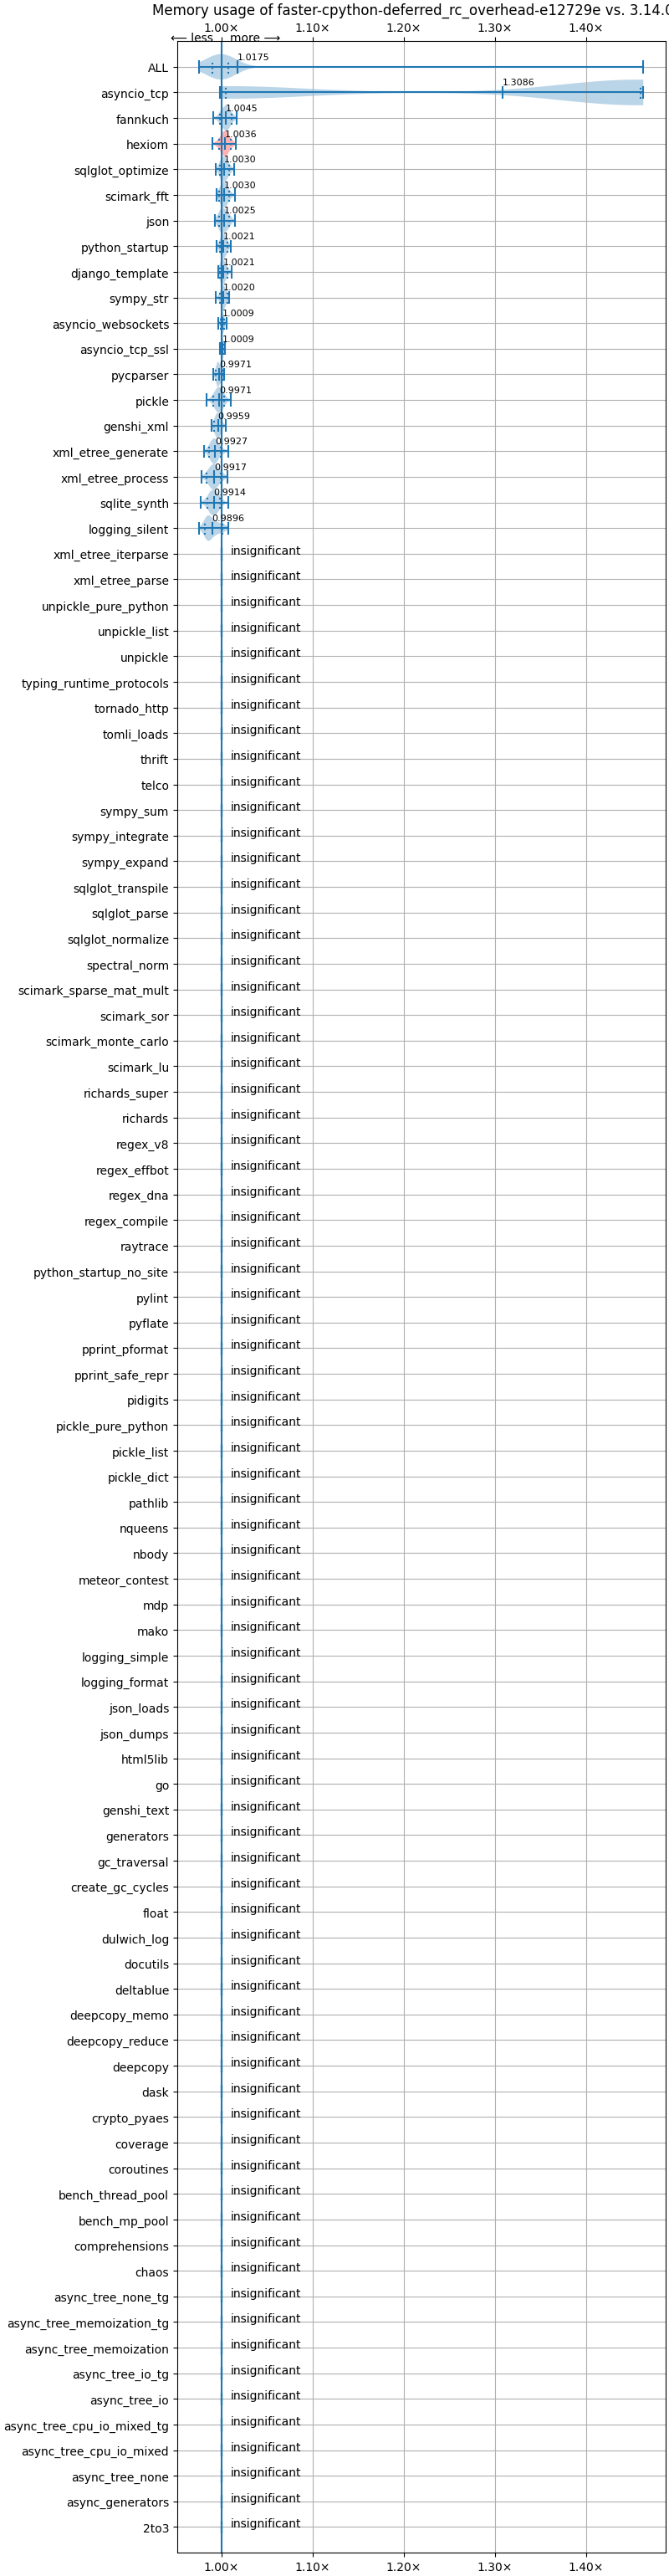 Memory usage of faster-cpython-deferred_rc_overhead-e12729e vs. 3.14.0
1.00× 1.10× 1.20× 1.30× 1.40×
⟵ less more ⟶
ALL 1.0175
asyncio_tcp 1.3086
fannkuch 1.0045
hexiom 1.0036
sqlglot_optimize 1.0030
scimark_fft 1.0030
json 1.0025
python_startup 1.0021
django_template 1.0021
sympy_str 1.0020
asyncio_websockets 1.0009
asyncio_tcp_ssl 1.0009
pycparser 0.9971
pickle 0.9971
genshi_xml 0.9959
xml_etree_generate 0.9927
xml_etree_process 0.9917
sqlite_synth 0.9914
logging_silent 0.9896
xml_etree_iterparse insignificant
xml_etree_parse insignificant
unpickle_pure_python insignificant
unpickle_list insignificant
unpickle insignificant
typing_runtime_protocols insignificant
tornado_http insignificant
tomli_loads insignificant
thrift insignificant
telco insignificant
sympy_sum insignificant
sympy_integrate insignificant
sympy_expand insignificant
sqlglot_transpile insignificant
sqlglot_parse insignificant
sqlglot_normalize insignificant
spectral_norm insignificant
scimark_sparse_mat_mult insignificant
scimark_sor insignificant
scimark_monte_carlo insignificant
scimark_lu insignificant
richards_super insignificant
richards insignificant
regex_v8 insignificant
regex_effbot insignificant
regex_dna insignificant
regex_compile insignificant
raytrace insignificant
python_startup_no_site insignificant
pylint insignificant
pyflate insignificant
pprint_pformat insignificant
pprint_safe_repr insignificant
pidigits insignificant
pickle_pure_python insignificant
pickle_list insignificant
pickle_dict insignificant
pathlib insignificant
nqueens insignificant
nbody insignificant
meteor_contest insignificant
mdp insignificant
mako insignificant
logging_simple insignificant
logging_format insignificant
json_loads insignificant
json_dumps insignificant
html5lib insignificant
go insignificant
genshi_text insignificant
generators insignificant
gc_traversal insignificant
create_gc_cycles insignificant
float insignificant
dulwich_log insignificant
docutils insignificant
deltablue insignificant
deepcopy_memo insignificant
deepcopy_reduce insignificant
deepcopy insignificant
dask insignificant
crypto_pyaes insignificant
coverage insignificant
coroutines insignificant
bench_thread_pool insignificant
bench_mp_pool insignificant
comprehensions insignificant
chaos insignificant
async_tree_none_tg insignificant
async_tree_memoization_tg insignificant
async_tree_memoization insignificant
async_tree_io_tg insignificant
async_tree_io insignificant
async_tree_cpu_io_mixed_tg insignificant
async_tree_cpu_io_mixed insignificant
async_tree_none insignificant
async_generators insignificant
2to3 insignificant
1.00× 1.10× 1.20× 1.30× 1.40×